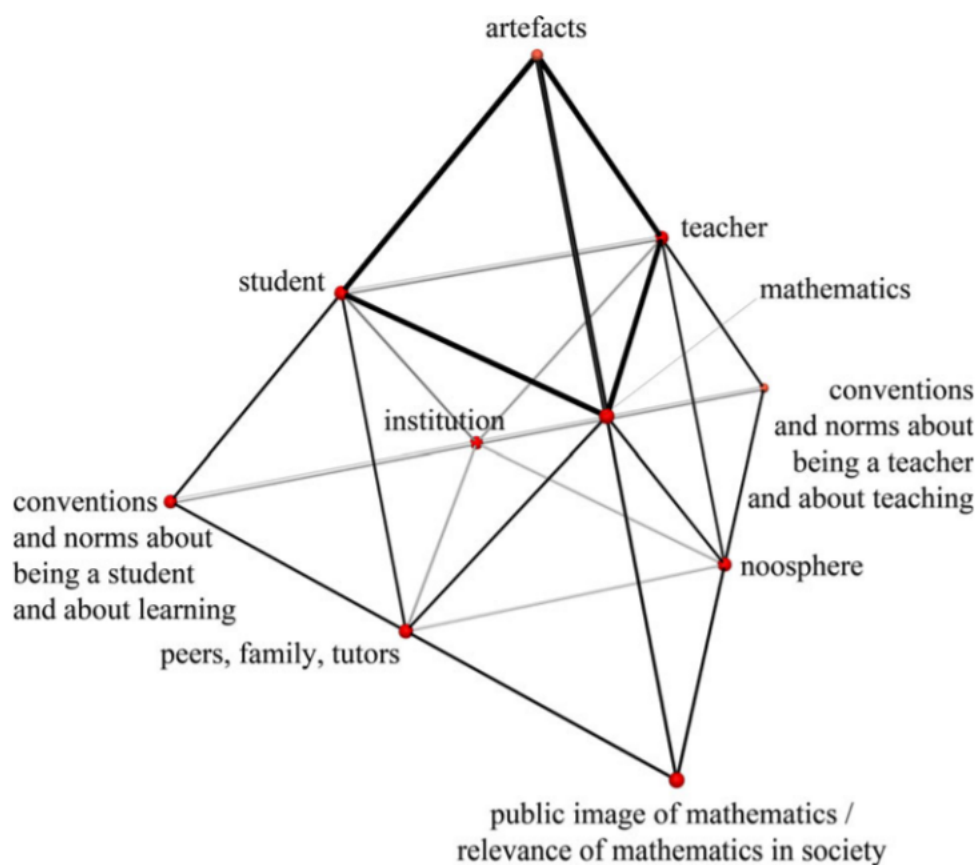 artefacts
teacher
student
mathematics
institution
conventions
and norms about
being a teacher
and about teaching
conventions
and norms about
being a student
and about learning
noosphere
peers, family, tutors
public image of mathematics /
relevance of mathematics in society